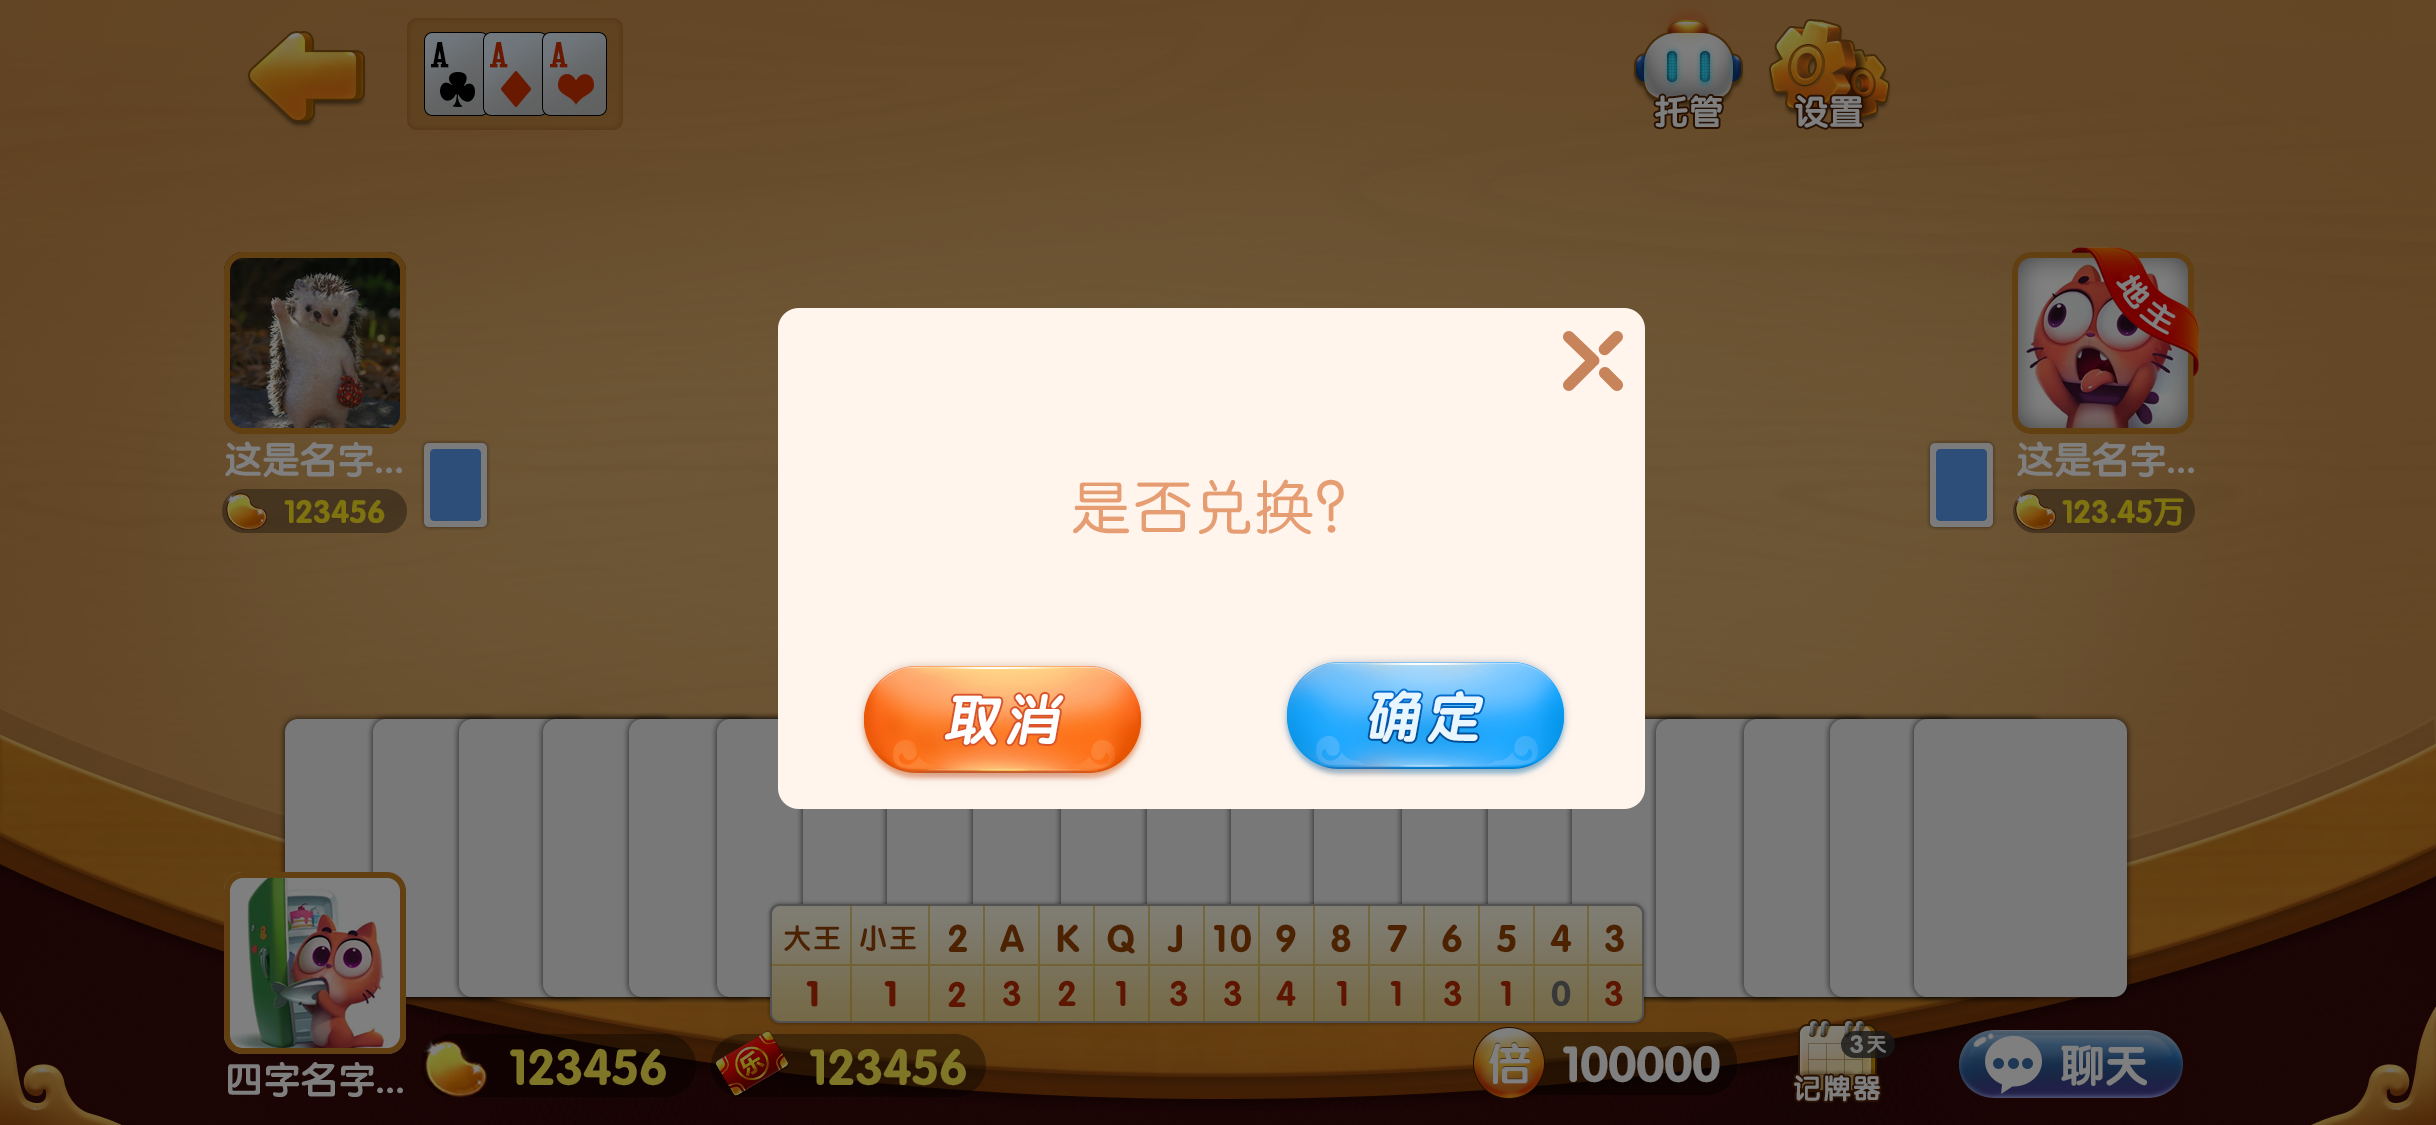 A A A
托管
设置
地主
这是名字...
123456
这是名字...
123.45万
是否兑换?
取消
确定
大王 小王 2 A K Q J 10 9 8 7 6 5 4 3
1 1 2 3 2 1 3 3 4 1 1 3 1 0 3
四字名字...
123456
乐
123456
倍
100000
3天
记牌器
聊天